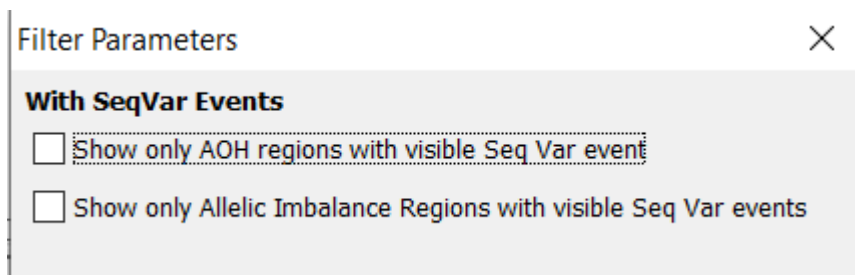 Filter Parameters
With SeqVar Events
Show only AOH regions with visible Seq Var event
Show only Allelic Imbalance Regions with visible Seq Var events